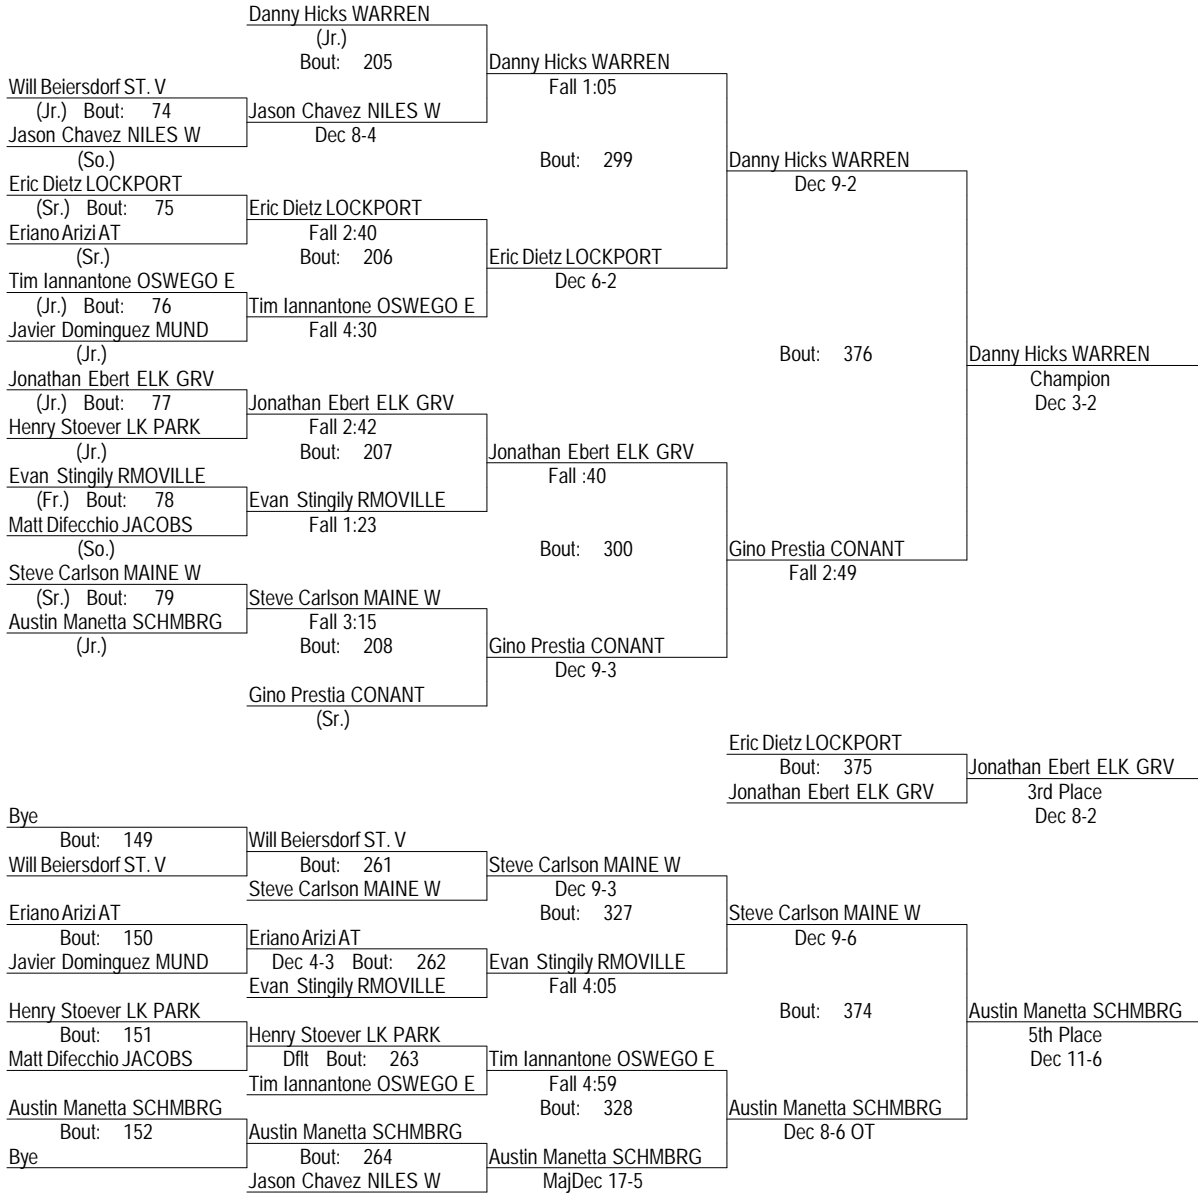 Danny Hicks WARREN
(Jr.)
Bout: 205
Danny Hicks WARREN
Fall 1:05
Will Beiersdorf ST. V
(Jr.) Bout: 74
Jason Chavez NILES W
Jason Chavez NILES W
Dec 8-4
(So.)
Bout: 299
Danny Hicks WARREN
Dec 9-2
Eric Dietz LOCKPORT
(Sr.) Bout: 75
Eric Dietz LOCKPORT
Eriano Arizi AT
Fall 2:40
(Sr.)
Bout: 206
Eric Dietz LOCKPORT
Dec 6-2
Tim Iannantone OSWEGO E
(Jr.) Bout: 76
Tim Iannantone OSWEGO E
Javier Dominguez MUND
Fall 4:30
(Jr.)
Bout: 376
Danny Hicks WARREN
Champion
Dec 3-2
Jonathan Ebert ELK GRV
(Jr.) Bout: 77
Jonathan Ebert ELK GRV
Henry Stoever LK PARK
Fall 2:42
(Jr.)
Bout: 207
Jonathan Ebert ELK GRV
Fall :40
Evan Stingily RMOVILLE
(Fr.) Bout: 78
Evan Stingily RMOVILLE
Matt Difecchio JACOBS
Fall 1:23
(So.)
Bout: 300
Gino Prestia CONANT
Fall 2:49
Steve Carlson MAINE W
(Sr.) Bout: 79
Steve Carlson MAINE W
Austin Manetta SCHMBRG
Fall 3:15
(Jr.)
Bout: 208
Gino Prestia CONANT
Dec 9-3
Gino Prestia CONANT
(Sr.)
Eric Dietz LOCKPORT
Bout: 375
Jonathan Ebert ELK GRV
Jonathan Ebert ELK GRV
3rd Place
Dec 8-2
Bye
Bout: 149
Will Beiersdorf ST. V
Will Beiersdorf ST. V
Bout: 261
Steve Carlson MAINE W
Steve Carlson MAINE W
Dec 9-3
Bout: 327
Steve Carlson MAINE W
Dec 9-6
Eriano Arizi AT
Bout: 150
Eriano Arizi AT
Javier Dominguez MUND
Dec 4-3 Bout: 262
Evan Stingily RMOVILLE
Evan Stingily RMOVILLE
Fall 4:05
Bout: 374
Austin Manetta SCHMBRG
5th Place
Dec 11-6
Henry Stoever LK PARK
Bout: 151
Henry Stoever LK PARK
Matt Difecchio JACOBS
Dflt Bout: 263
Tim Iannantone OSWEGO E
Tim Iannantone OSWEGO E
Fall 4:59
Bout: 328
Austin Manetta SCHMBRG
Dec 8-6 OT
Austin Manetta SCHMBRG
Bout: 152
Austin Manetta SCHMBRG
Bye
Bout: 264
Austin Manetta SCHMBRG
Jason Chavez NILES W
MajDec 17-5